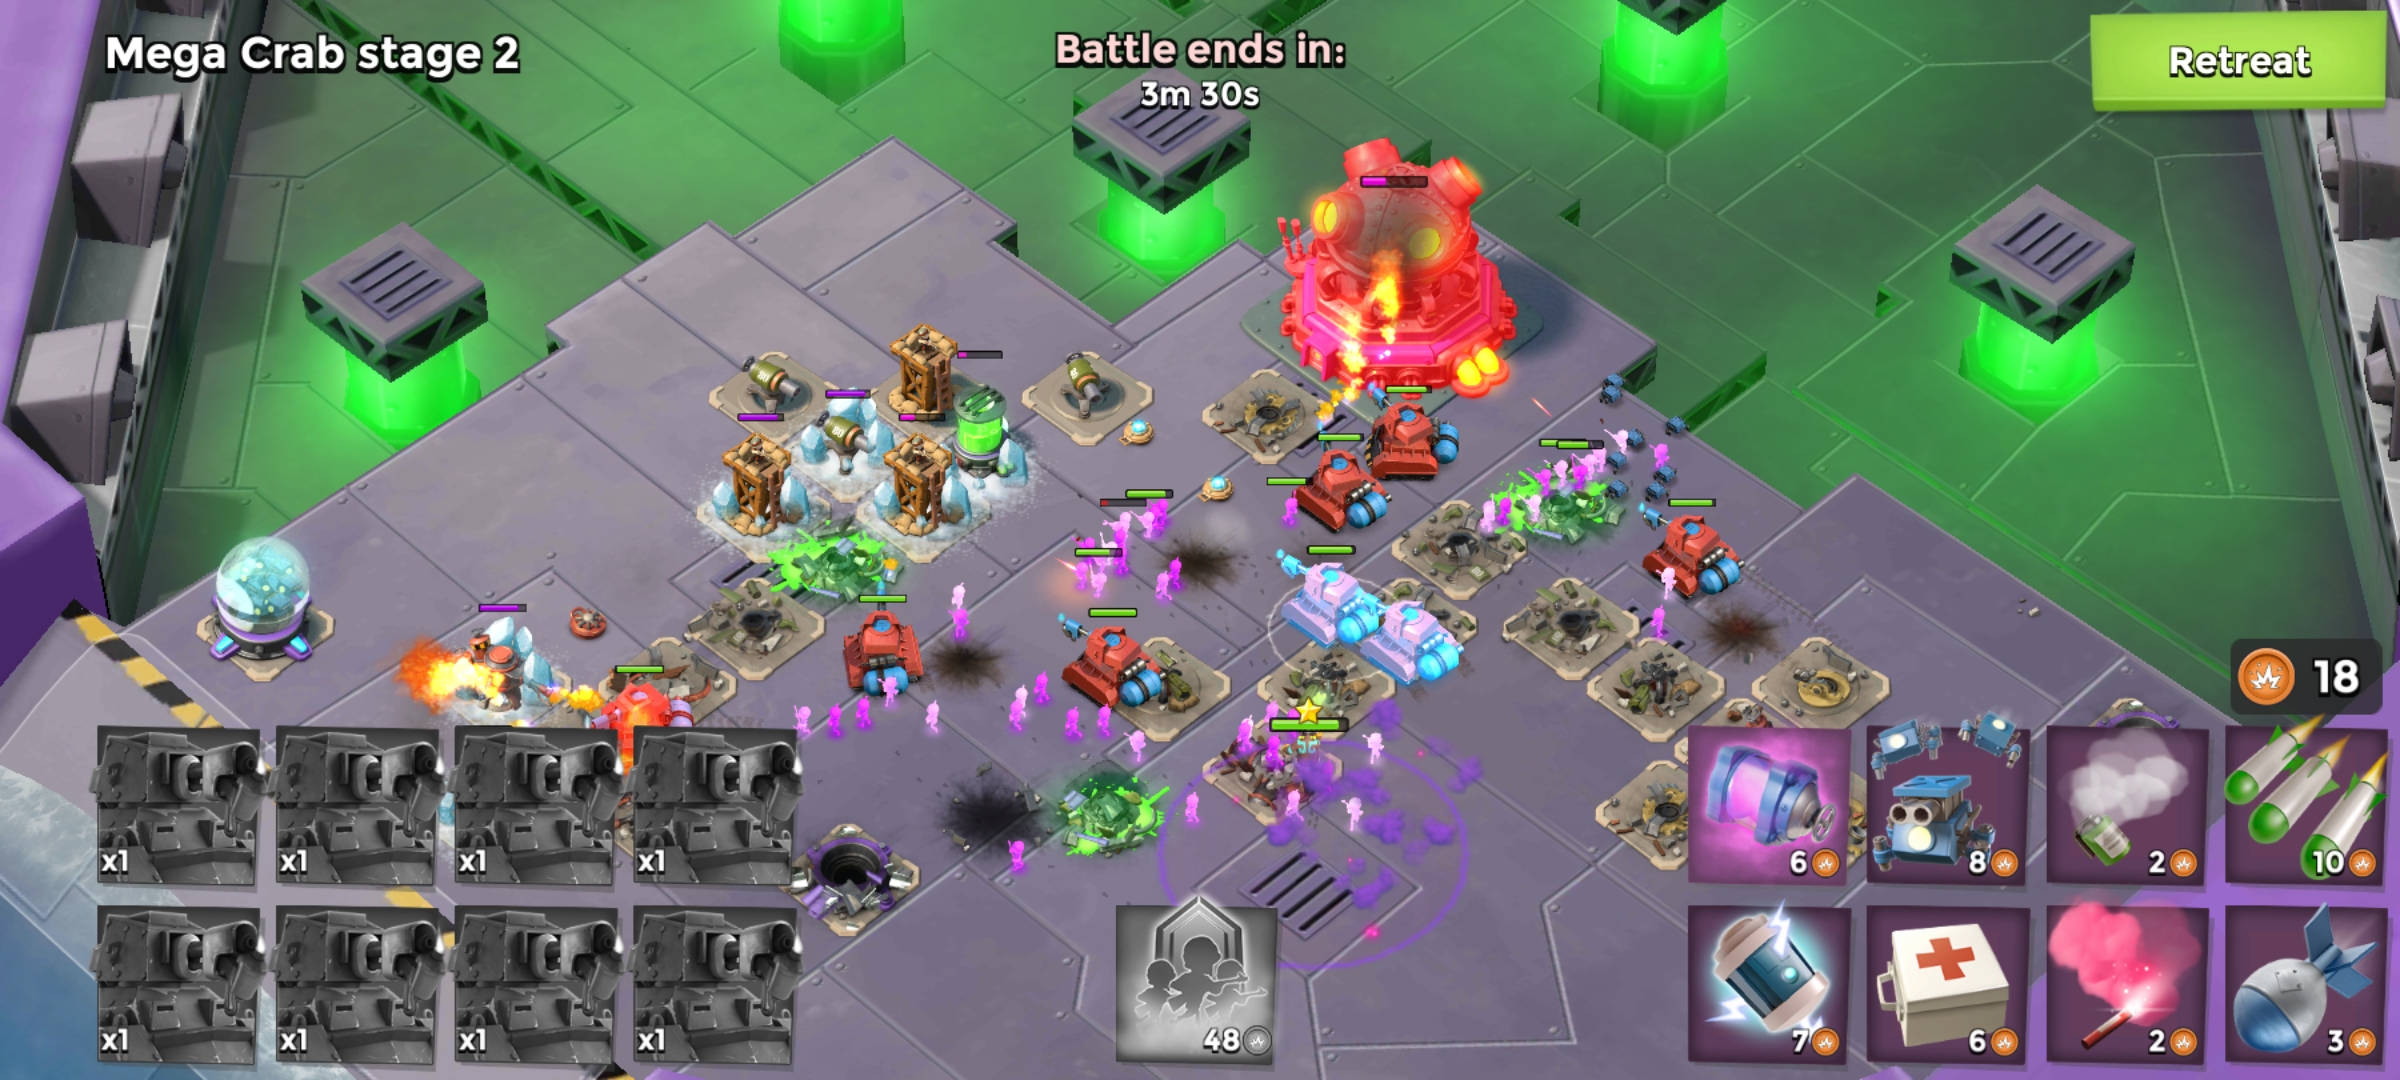 Mega Crab stage 2
Battle ends in:
3m 30s
Retreat
18
x1
x1
x1
x1
6
8
2
10
x1
x1
x1
x1
48
7
6
2
3